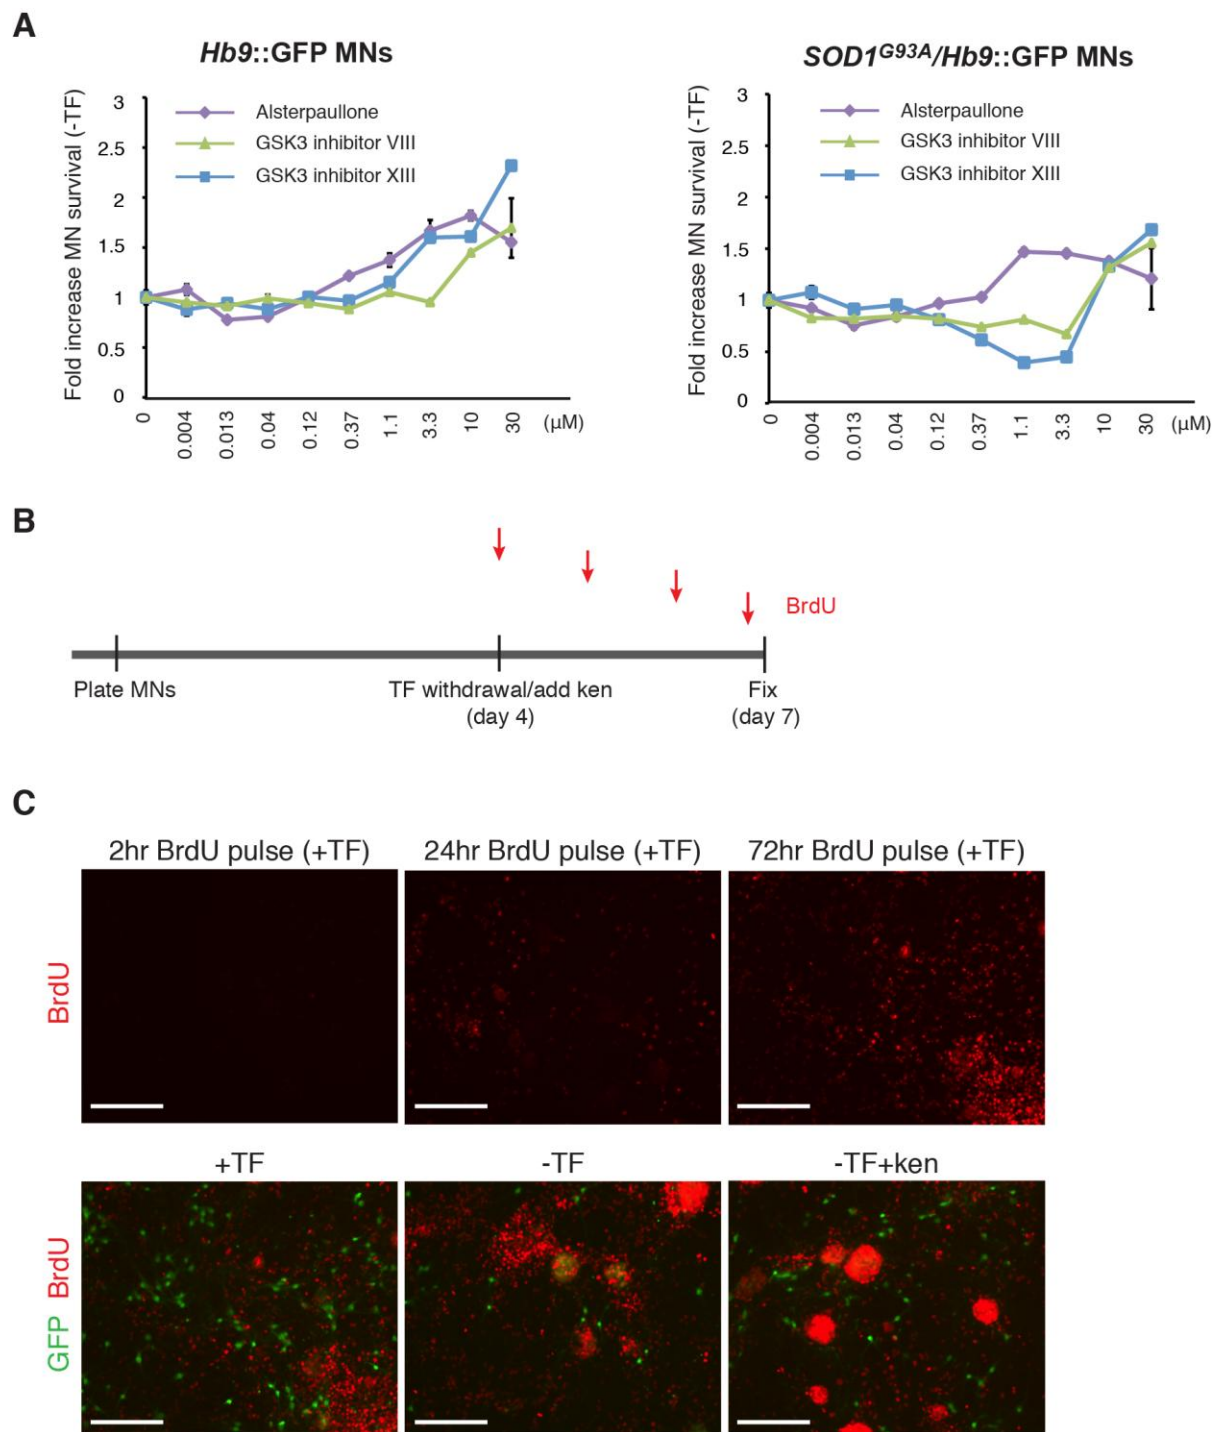 A
Hb9::GFP MNs
Fold increase MN survival (-TF)
3
2.5
2
1.5
1
0.5
0
Alsterpaullone
GSK3 inhibitor VIII
GSK3 inhibitor XIII
0 0.004 0.013 0.04 0.12 0.37 1.1 3.3 10 30 (µM)
SOD1G93A/Hb9::GFP MNs
Fold increase MN survival (-TF)
3
2.5
2
1.5
1
0.5
0
Alsterpaullone
GSK3 inhibitor VIII
GSK3 inhibitor XIII
0 0.004 0.013 0.04 0.12 0.37 1.1 3.3 10 30 (µM)
B
BrdU
Plate MNs
TF withdrawal/add ken
(day 4)
Fix
(day 7)
C
2hr BrdU pulse (+TF)
24hr BrdU pulse (+TF)
72hr BrdU pulse (+TF)
BrdU
+TF
-TF
-TF+ken
GFP BrdU